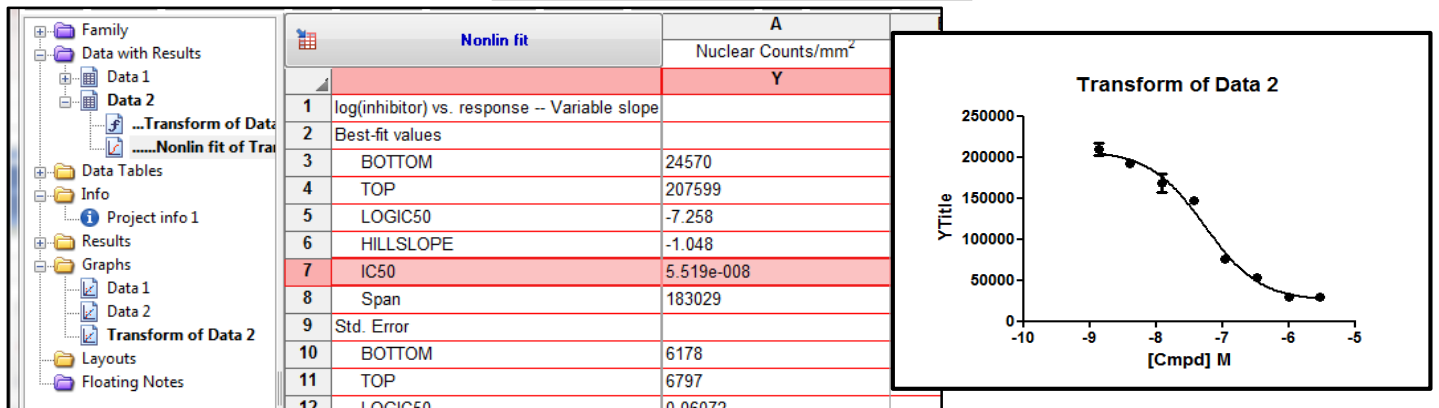 Family
Data with Results
Data 1
Data 2
...Transform of Data
......Nonlin fit of Tra
Data Tables
Info
Project info 1
Results
Graphs
Data 1
Data 2
Transform of Data 2
Layouts
Floating Notes
Nonlin fit
A
Nuclear Counts/mm²
Y
1 log(inhibitor) vs. response -- Variable slope
2 Best-fit values
3 BOTTOM 24570
4 TOP 207599
5 LOGIC50 -7.258
6 HILLSLOPE -1.048
7 IC50 5.519e-008
8 Span 183029
9 Std. Error
10 BOTTOM 6178
11 TOP 6797
12 LOGIC50 0.06072
Transform of Data 2
YTitle
250000
200000
150000
100000
50000
0
-10 -9 -8 -7 -6 -5
[Cmpd] M